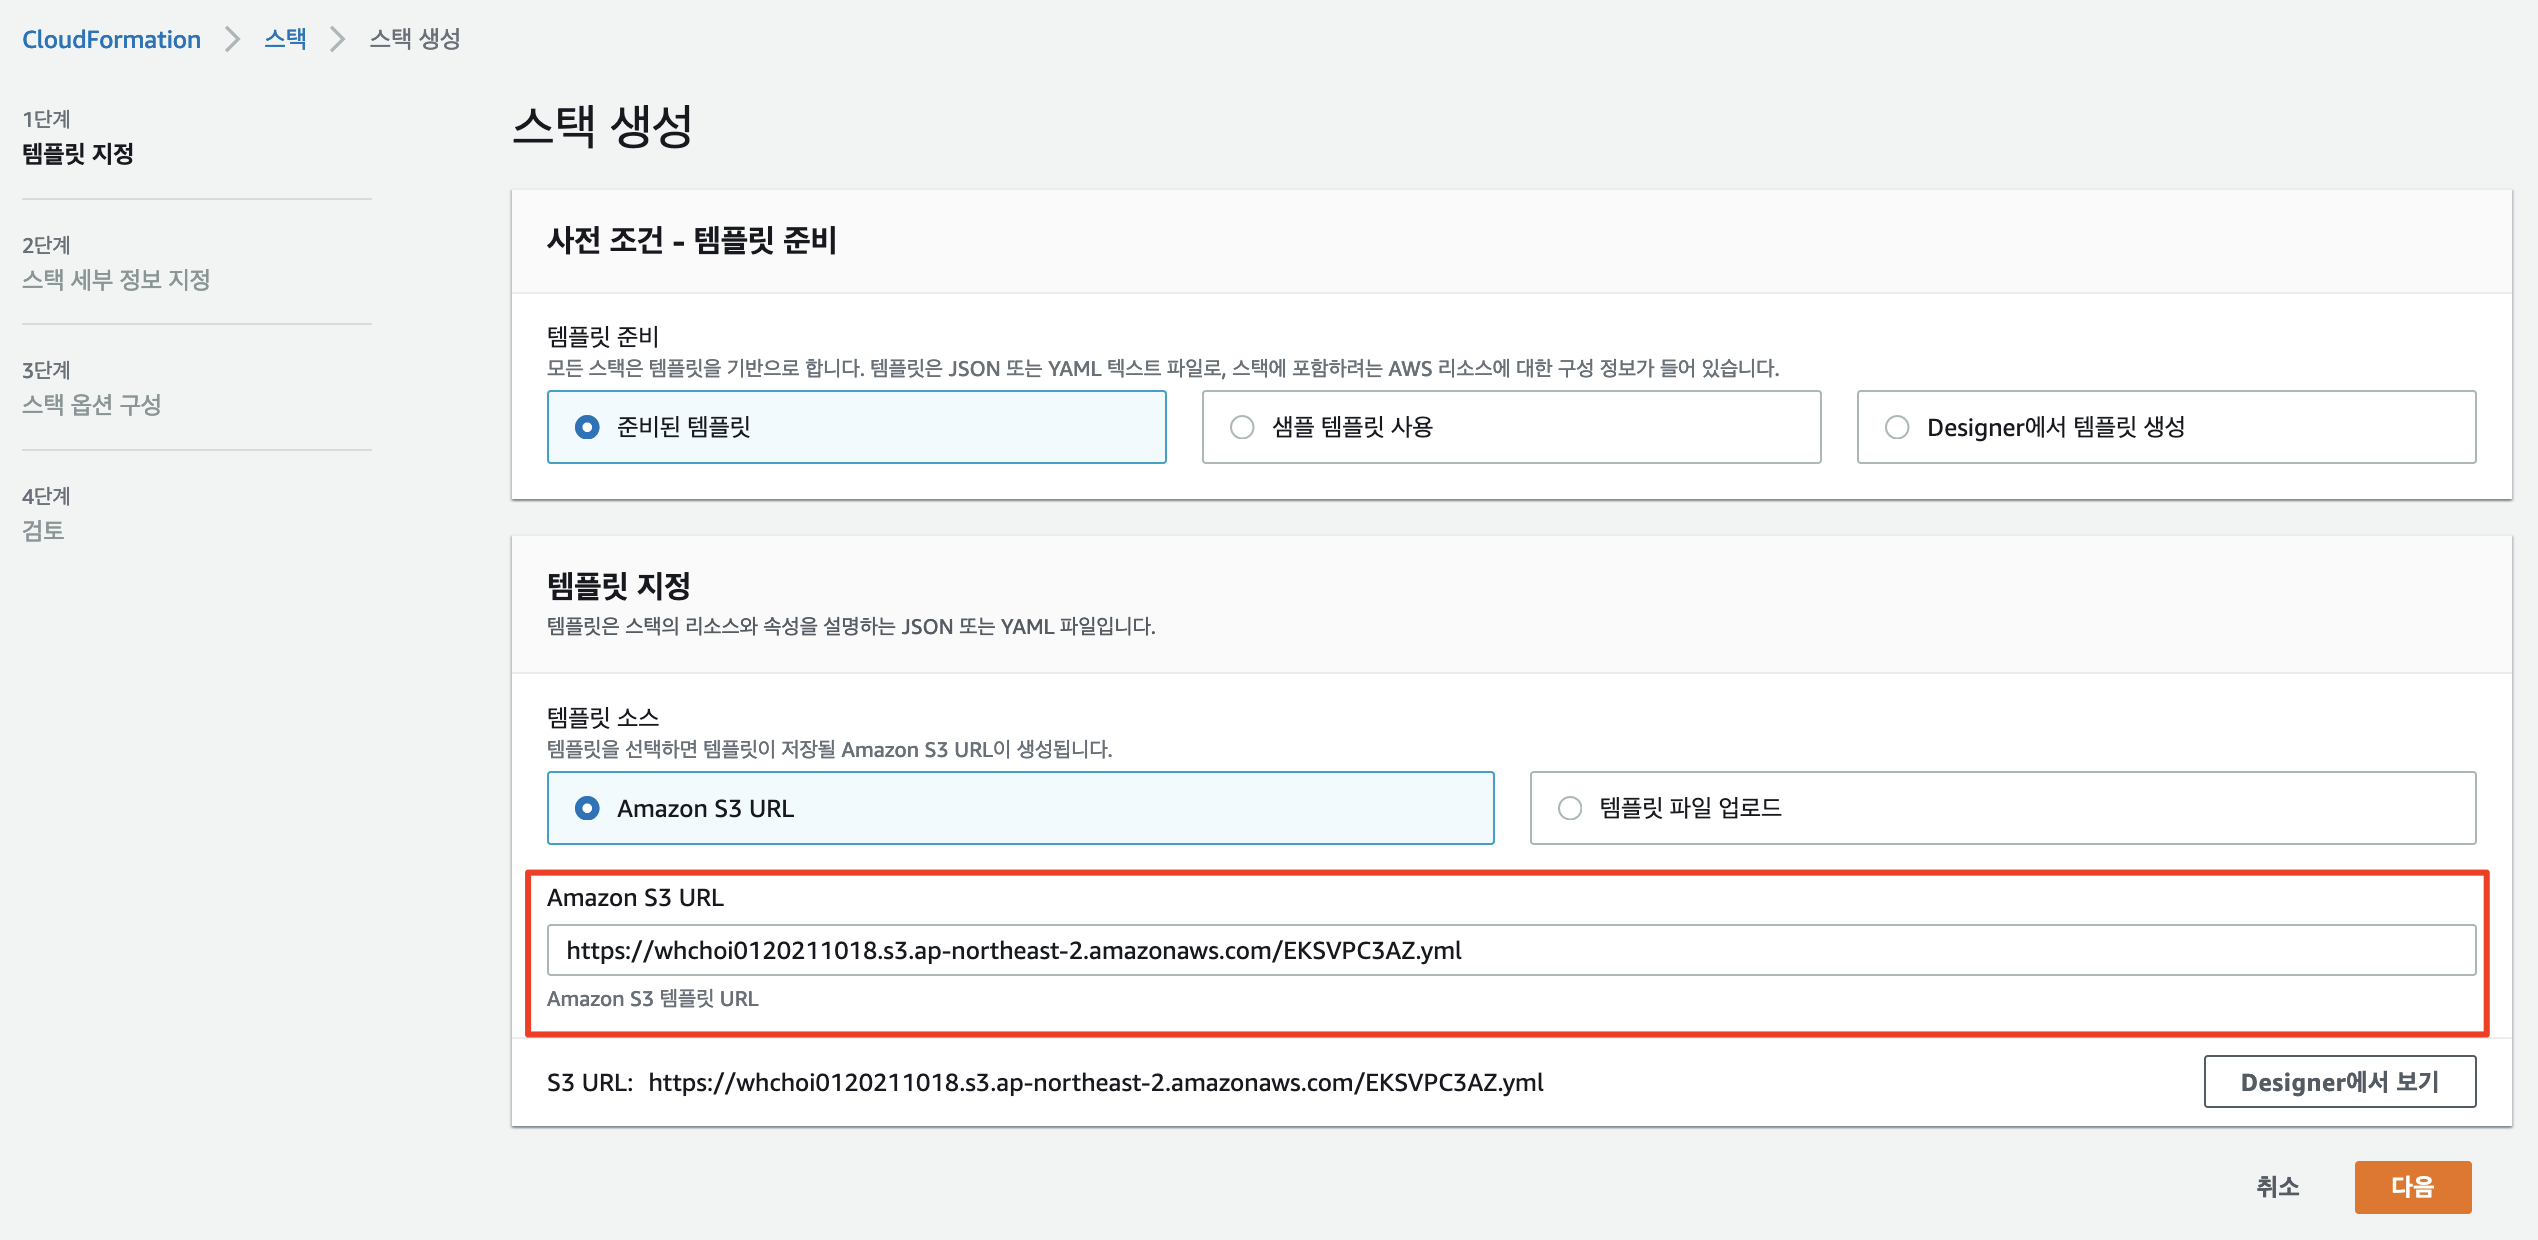 CloudFormation > 스택 > 스택 생성
1단계
템플릿 지정
2단계
스택 세부 정보 지정
3단계
스택 옵션 구성
4단계
검토
스택 생성
사전 조건 - 템플릿 준비
템플릿 준비
모든 스택은 템플릿을 기반으로 합니다. 템플릿은 JSON 또는 YAML 텍스트 파일로, 스택에 포함하려는 AWS 리소스에 대한 구성 정보가 들어 있습니다.
준비된 템플릿
샘플 템플릿 사용
Designer에서 템플릿 생성
템플릿 지정
템플릿은 스택의 리소스와 속성을 설명하는 JSON 또는 YAML 파일입니다.
템플릿 소스
템플릿을 선택하면 템플릿이 저장될 Amazon S3 URL이 생성됩니다.
Amazon S3 URL
템플릿 파일 업로드
Amazon S3 URL
https://whchoi0120211018.s3.ap-northeast-2.amazonaws.com/EKSVPC3AZ.yml
Amazon S3 템플릿 URL
S3 URL: https://whchoi0120211018.s3.ap-northeast-2.amazonaws.com/EKSVPC3AZ.yml
Designer에서 보기
취소
다음